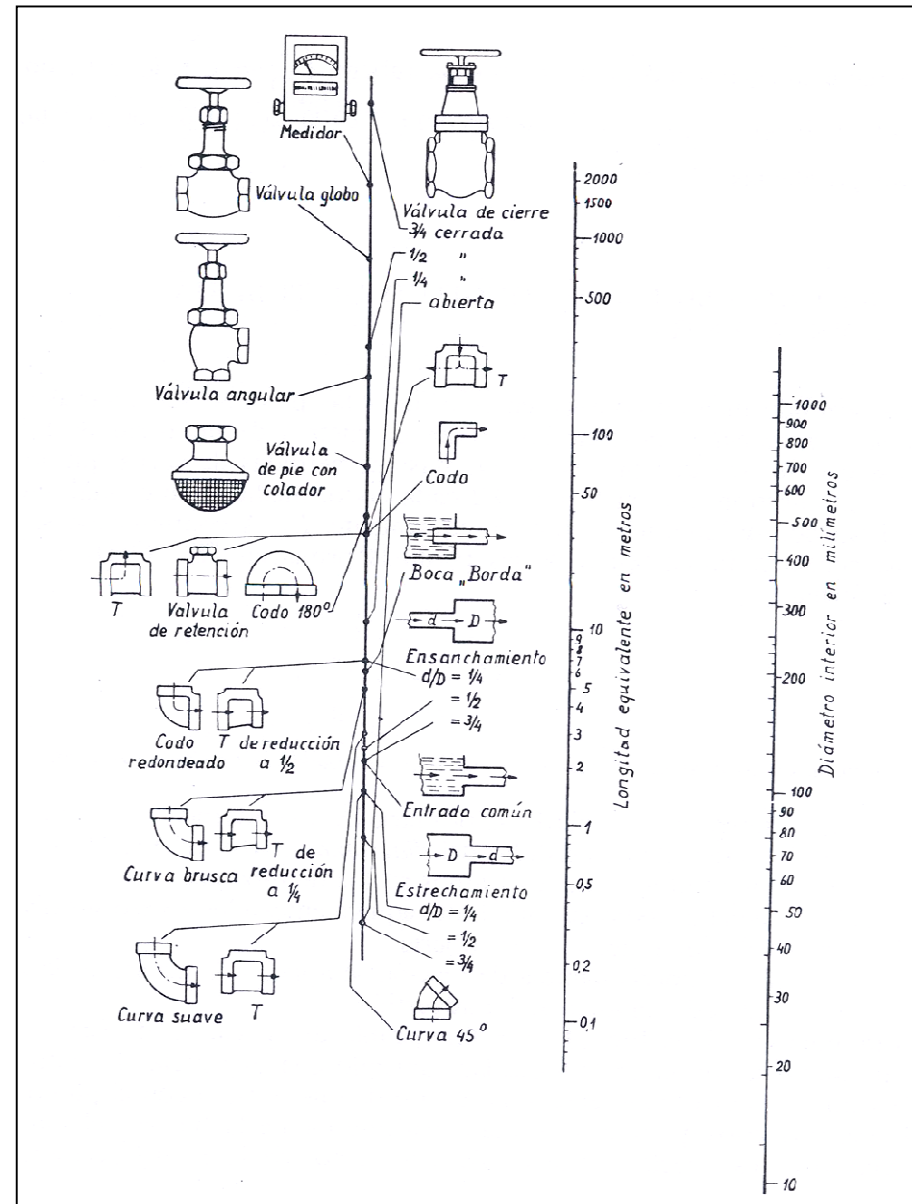 Medidor
Válvula globo
Válvula de cierre
3/4 cerrada
1/2 "
1/4 "
abierta
Válvula angular
T
Válvula
de pie con
colador
Codo
Boca „Borda"
T
Valvula
de retención
Codo 180°
d
D
Ensanchamiento
d/D = 1/4
= 1/2
= 3/4
Codo
redondeado
T de reducción
a 1/2
Entrada común
Curva brusca
T de
reducción
a 1/4
D
d
Estrechamiento
d/D = 1/4
= 1/2
= 3/4
Curva suave
T
Curva 45°
2000
1500
1000
500
100
50
10
9
8
7
6
5
4
3
2
1
0,5
0,2
0,1
Longitad equivalente en metros
1000
900
800
700
600
500
400
300
200
100
90
80
70
60
50
40
30
20
10
Diámetro interior en milímetros